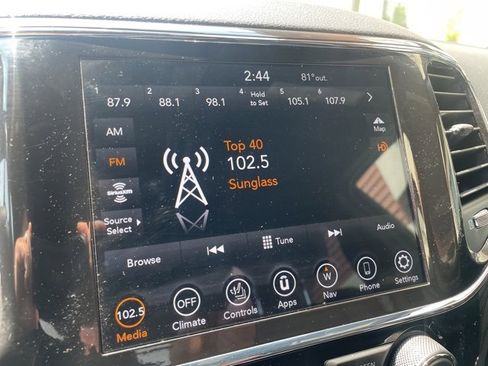 2:44 81° out.
1 2 3 4 5 6
87.9 88.1 98.1 Hold to Set 105.1 107.9
AM
FM
SiriusXM
Source Select
Top 40
102.5
Sunglass
Map
HD
Browse Tune Audio
102.5 OFF W
Media Climate Controls Apps Nav Phone Settings